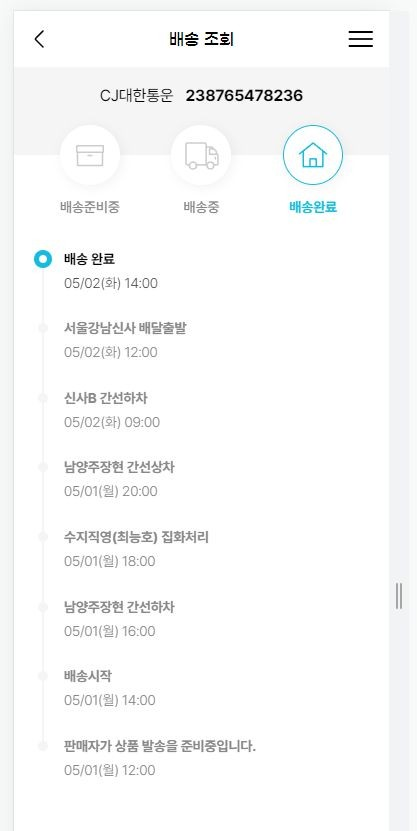 배송 조회
CJ대한통운 238765478236
배송준비중 배송중 배송완료
배송 완료
05/02(화) 14:00
서울강남신사 배달출발
05/02(화) 12:00
신사B 간선하차
05/02(화) 09:00
남양주장현 간선상차
05/01(월) 20:00
수지직영(최능호) 집화처리
05/01(월) 18:00
남양주장현 간선하차
05/01(월) 16:00
배송시작
05/01(월) 14:00
판매자가 상품 발송을 준비중입니다.
05/01(월) 12:00